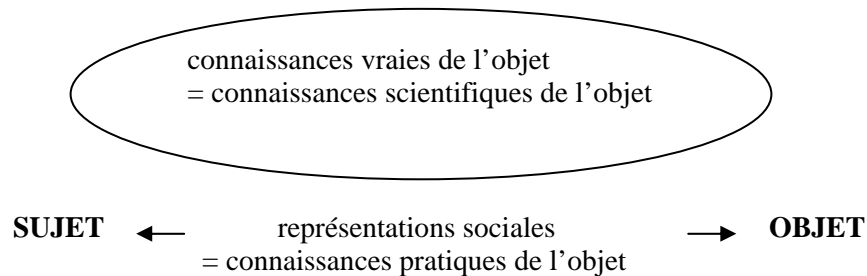 connaissances vraies de l’objet
= connaissances scientifiques de l’objet
SUJET représentations sociales OBJET
= connaissances pratiques de l’objet